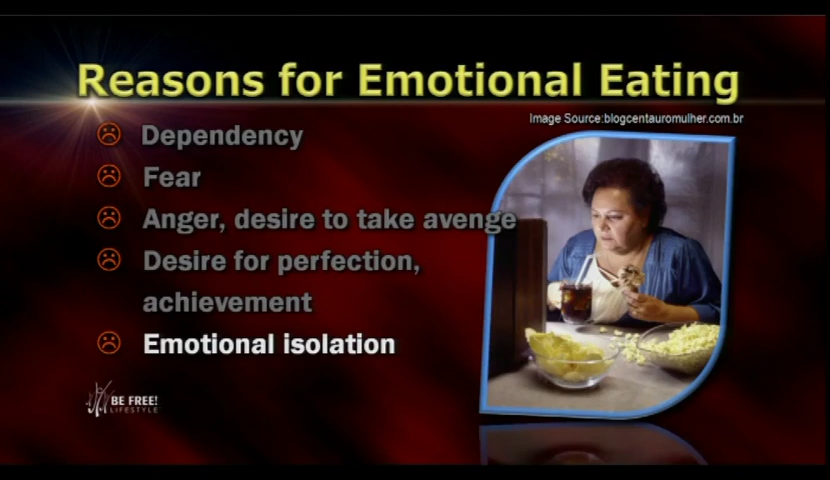 Reasons for Emotional Eating
Image Source:blogcentauromulher.com.br
Dependency
Fear
Anger, desire to take avenge
Desire for perfection,
achievement
Emotional isolation
BE FREE!
LIFESTYLE